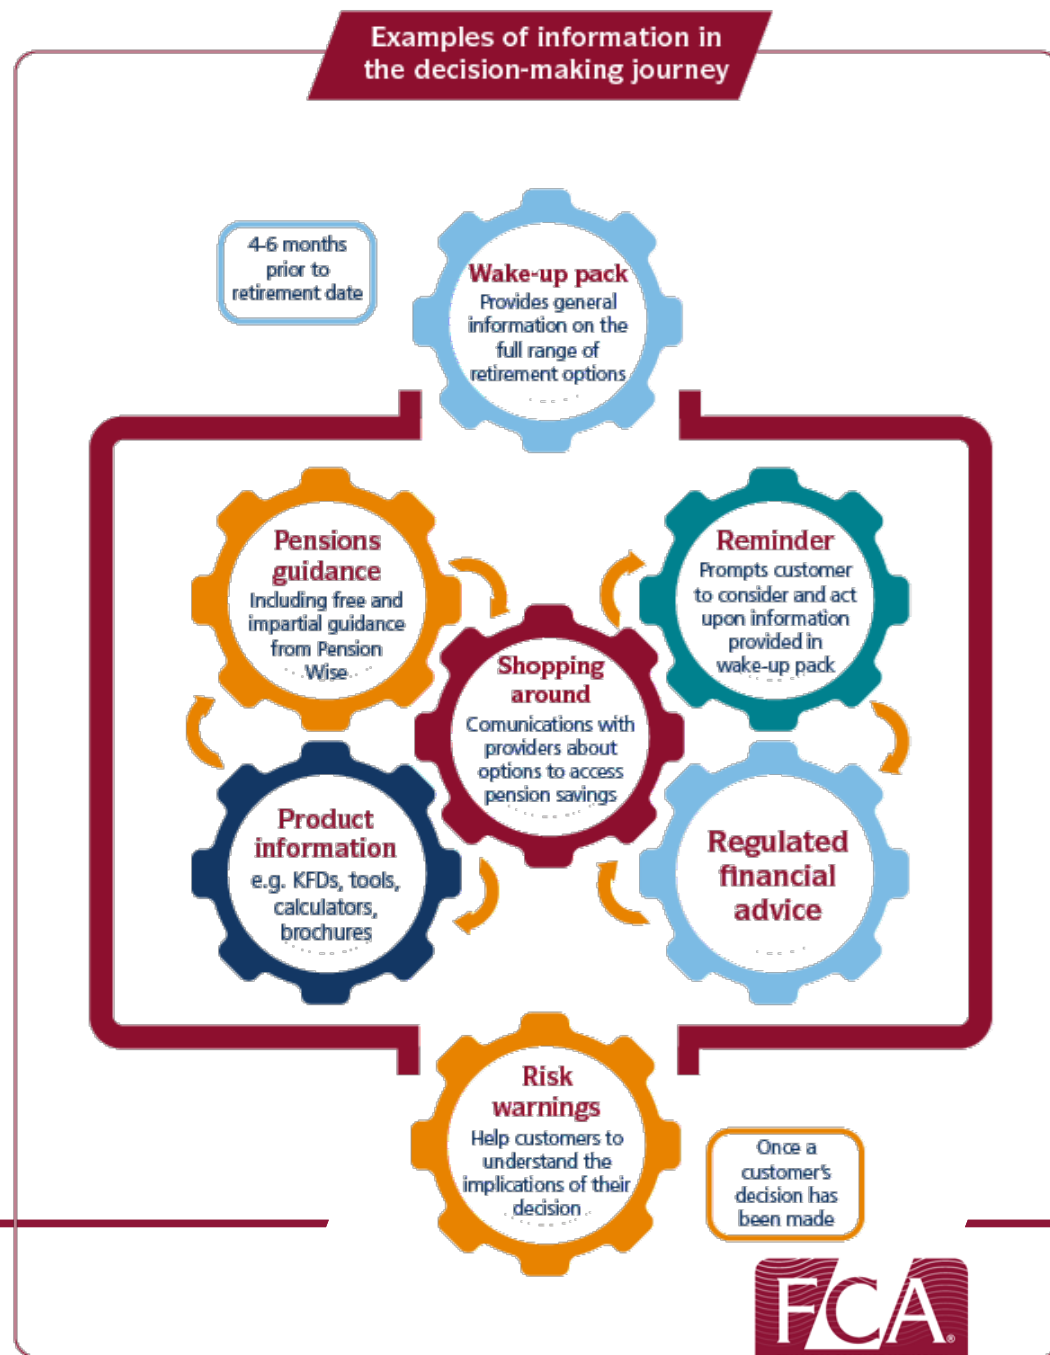 Examples of information in
the decision-making journey
4-6 months
prior to
retirement date
Wake-up pack
Provides general
information on the
full range of
retirement options
Pensions
guidance
Including free and
impartial guidance
from Pension
Wise
Reminder
Prompts customer
to consider and act
upon information
provided in
wake-up pack
Shopping
around
Comunications with
providers about
options to access
pension savings
Product
information
e.g. KFDs, tools,
calculators,
brochures
Regulated
financial
advice
Risk
warnings
Help customers to
understand the
implications of their
decision
Once a
customer's
decision has
been made
FCA®